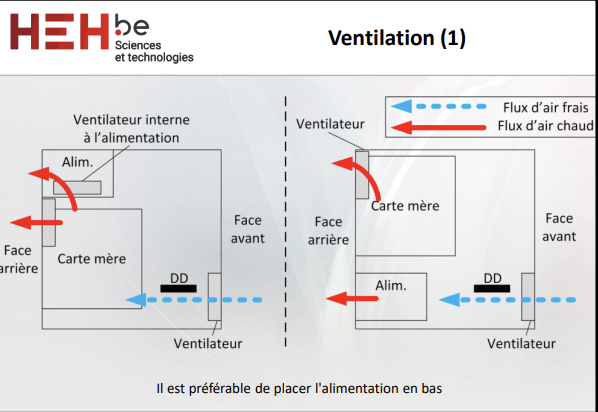 HEH.be
Sciences
et technologies
Ventilation (1)
Ventilateur interne
à l'alimentation
Alim.
Face
arrière
Carte mère
Face
avant
DD
Ventilateur
Ventilateur
Flux d'air frais
Flux d'air chaud
Carte mère
Face
arrière
Face
avant
Alim.
DD
Ventilateur
Il est préférable de placer l'alimentation en bas